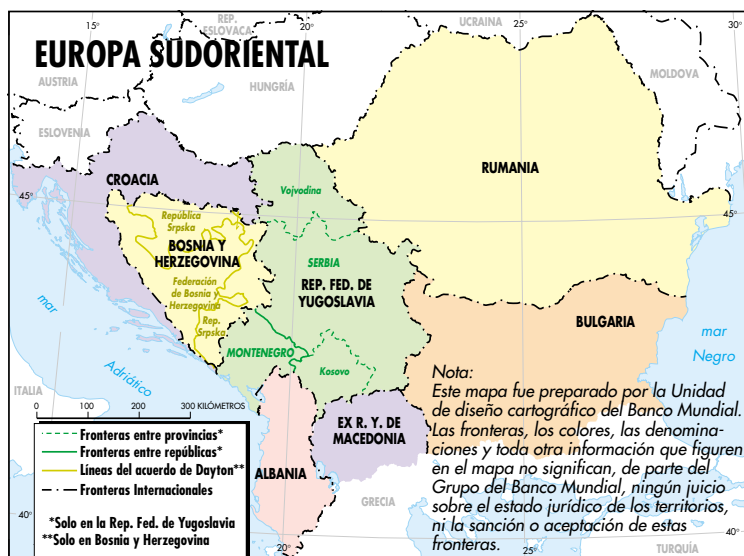 15°
20°
25°
EUROPA SUDORIENTAL
REP.
ESLOVACA
UCRAINA
AUSTRIA
HUNGRÍA
MOLDOVA
ESLOVENIA
CROACIA
RUMANIA
Vojvodina
45°
45°
República
Srpska
BOSNIA Y
HERZEGOVINA
SERBIA
REP. FED. DE
YUGOSLAVIA
Federación
de Bosnia y
Herzegovina
Rep.
Srpska
BULGARIA
mar
Negro
mar
Adriático
MONTENEGRO
Kosovo
ITALIA
0 100 200 300 KILÓMETROS
EX R. Y. DE
MACEDONIA
ALBANIA
GRECIA
TURQUÍA
Nota:
Este mapa fue preparado por la Unidad
de diseño cartográfico del Banco Mundial.
Las fronteras, los colores, las denomina-
ciones y toda otra información que figuren
en el mapa no significan, de parte del
Grupo del Banco Mundial, ningún juicio
sobre el estado jurídico de los territorios,
ni la sanción o aceptación de estas
fronteras.
Fronteras entre provincias*
Fronteras entre repúblicas*
Líneas del acuerdo de Dayton**
Fronteras Internacionales
*Solo en la Rep. Fed. de Yugoslavia
**Solo en Bosnia y Herzegovina
40°
40°
20°
25°